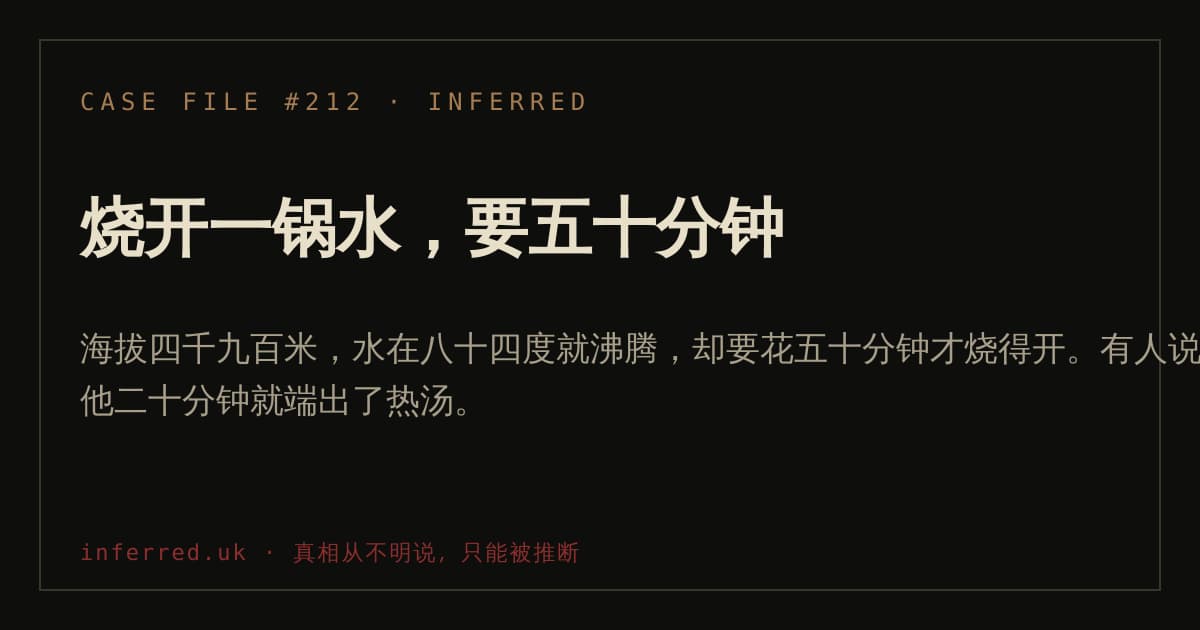 CASE FILE #212 · INFERRED
烧开一锅水，要五十分钟
海拔四千九百米，水在八十四度就沸腾，却要花五十分钟才烧得开。有人说
他二十分钟就端出了热汤。
inferred.uk · 真相从不明说，只能被推断